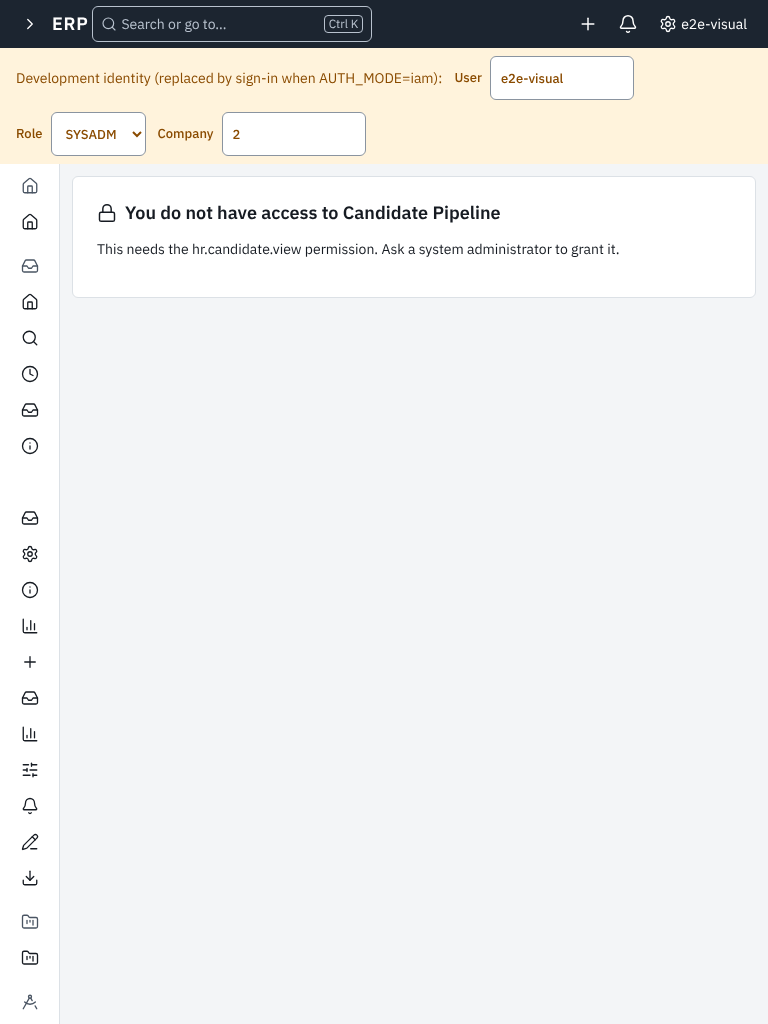 ERP
Search or go to...
Ctrl K
e2e-visual
Development identity (replaced by sign-in when AUTH_MODE=iam):
User
e2e-visual
Role
SYSADM
Company
2
You do not have access to Candidate Pipeline
This needs the hr.candidate.view permission. Ask a system administrator to grant it.